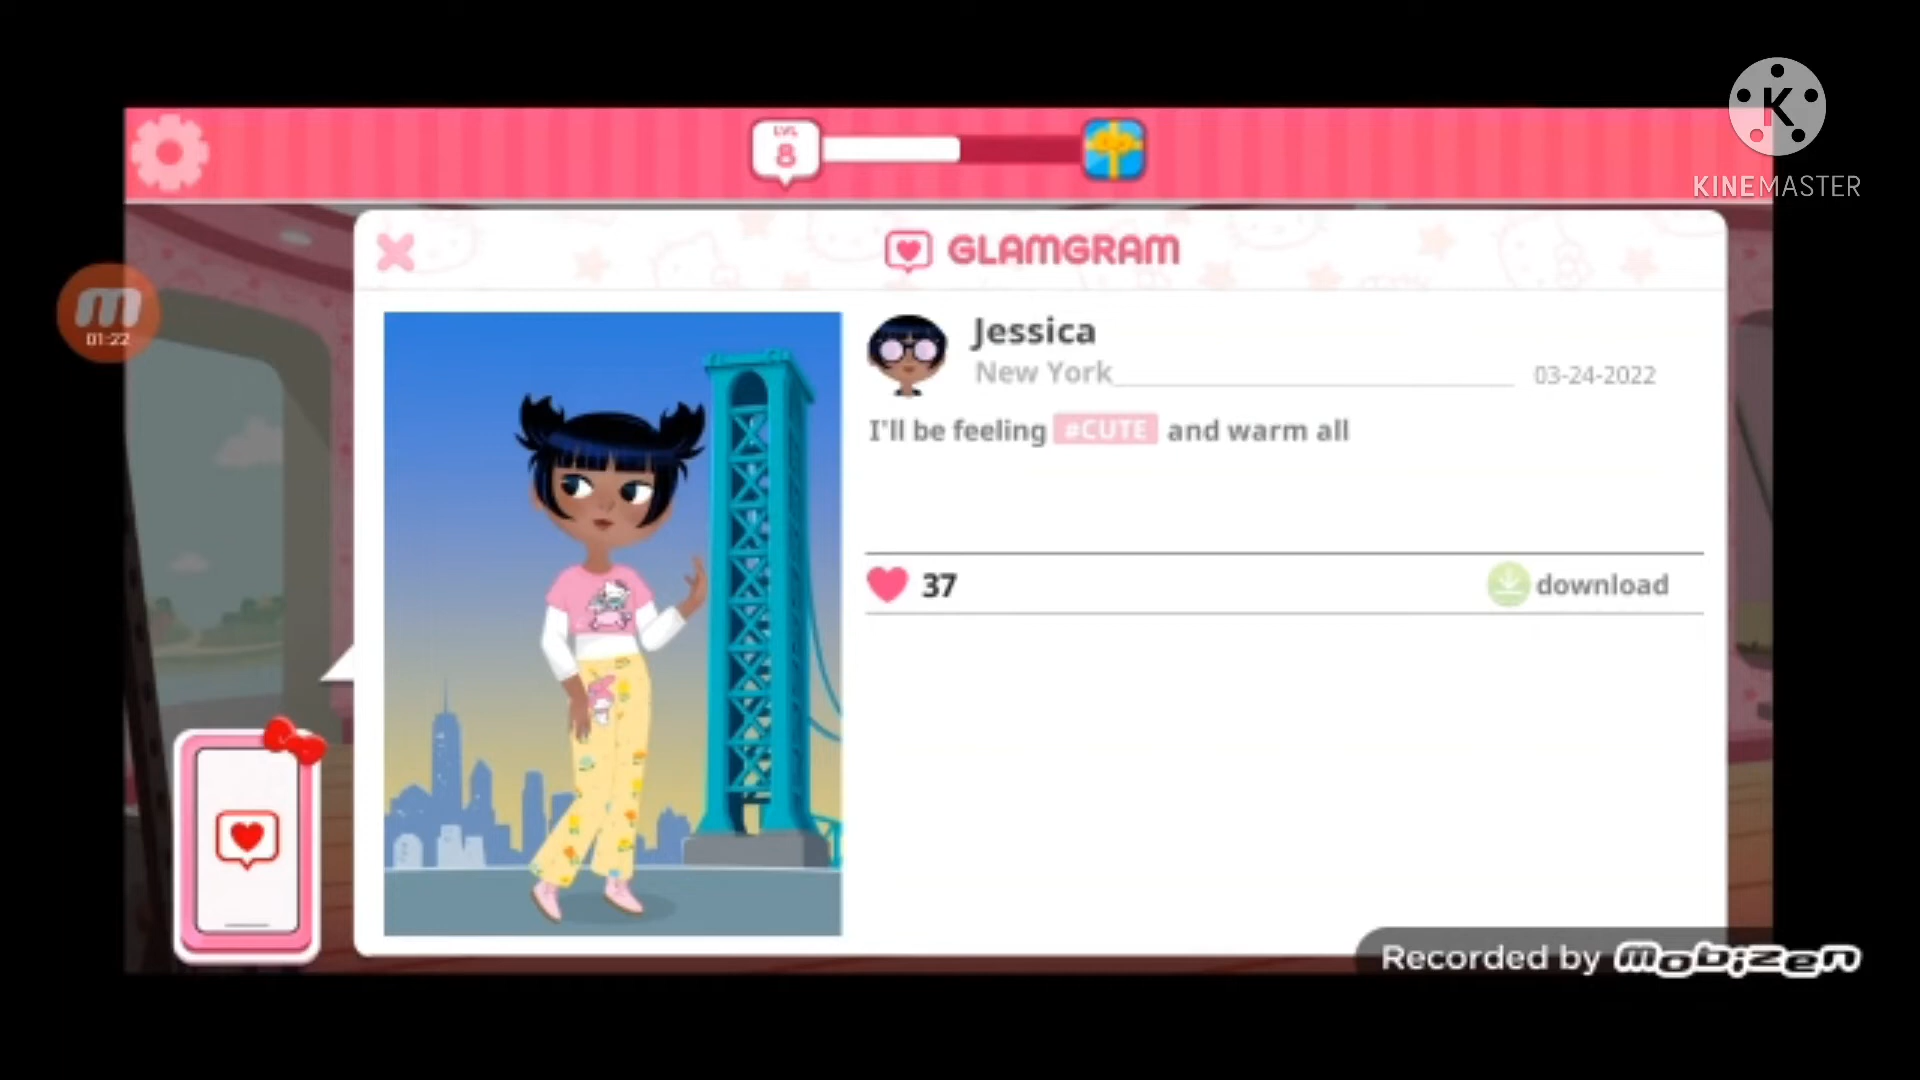 LVL
8
K
KINEMASTER
GLAMGRAM
01:22
Jessica
New York
03-24-2022
I'll be feeling #CUTE and warm all
37
download
Recorded by mobizen